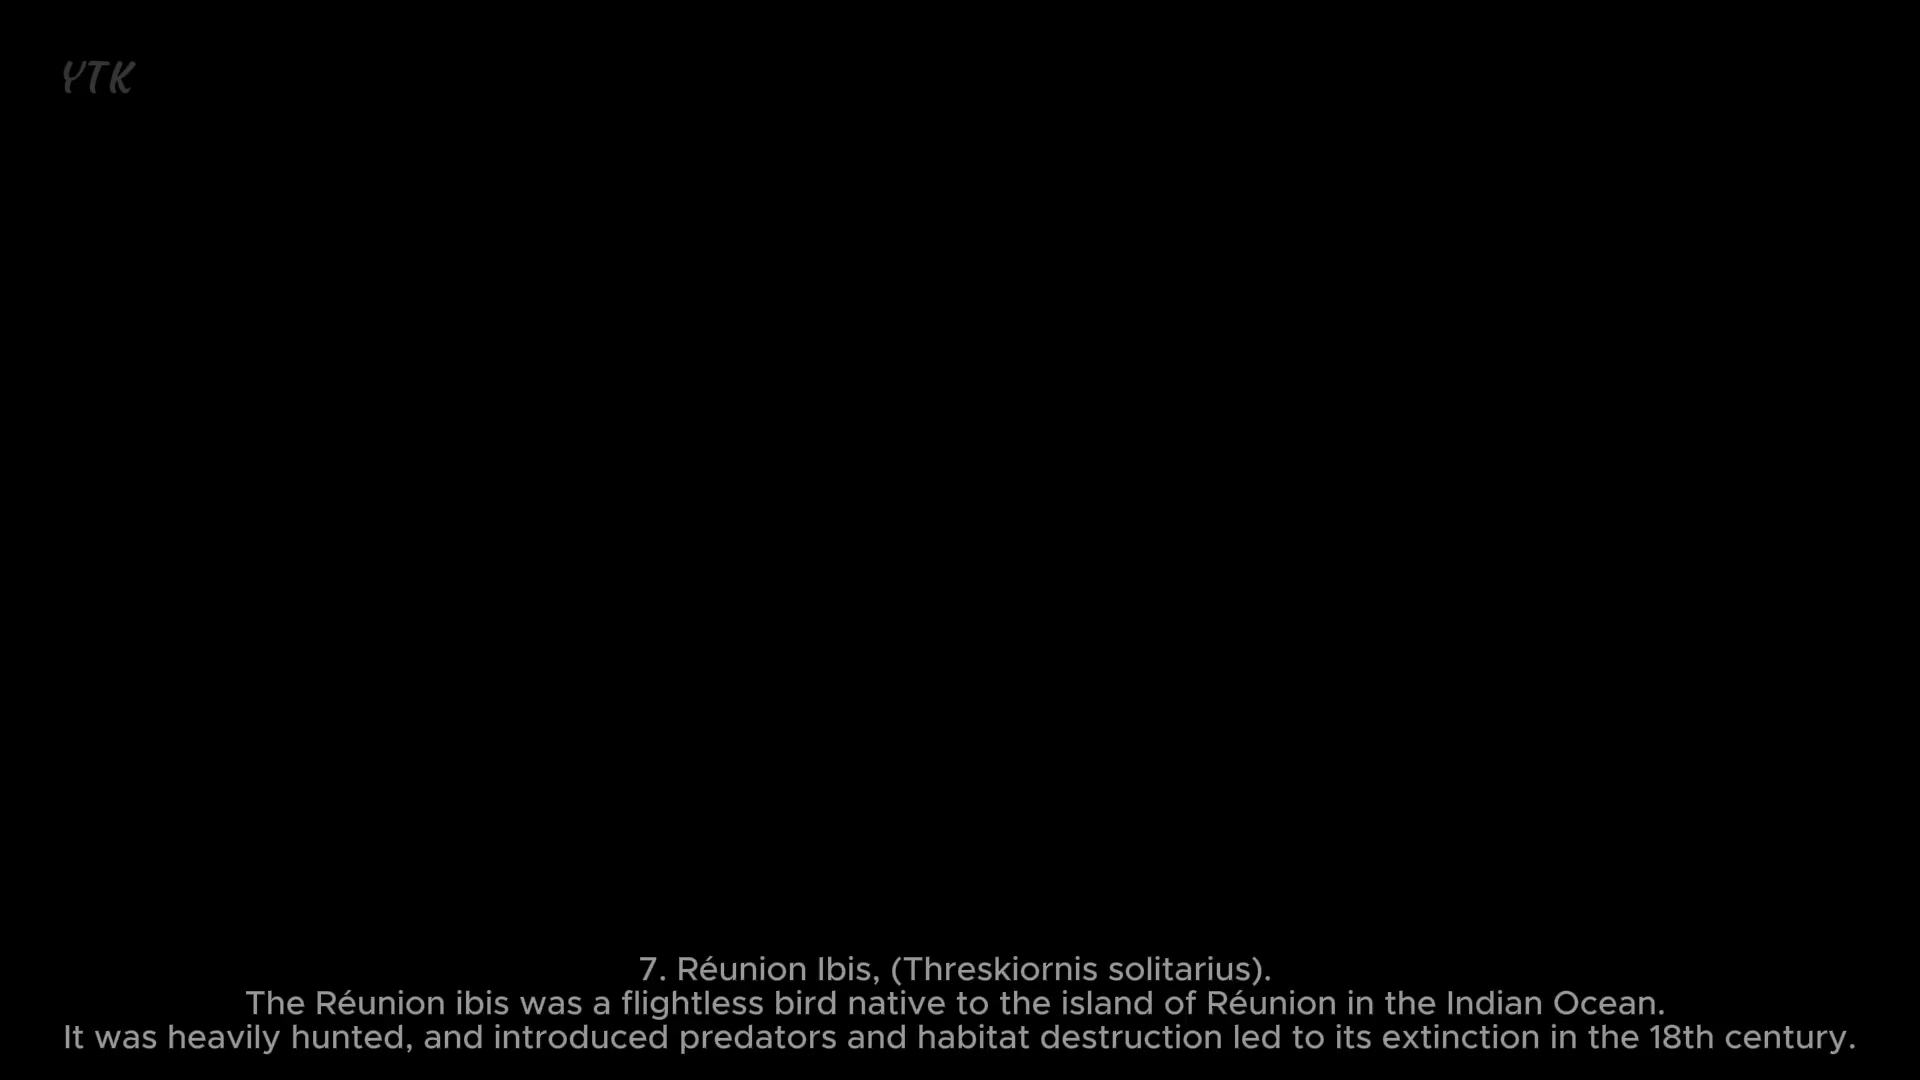 YTK
7. Réunion Ibis, (Threskiornis solitarius).
The Réunion ibis was a flightless bird native to the island of Réunion in the Indian Ocean.
It was heavily hunted, and introduced predators and habitat destruction led to its extinction in the 18th century.